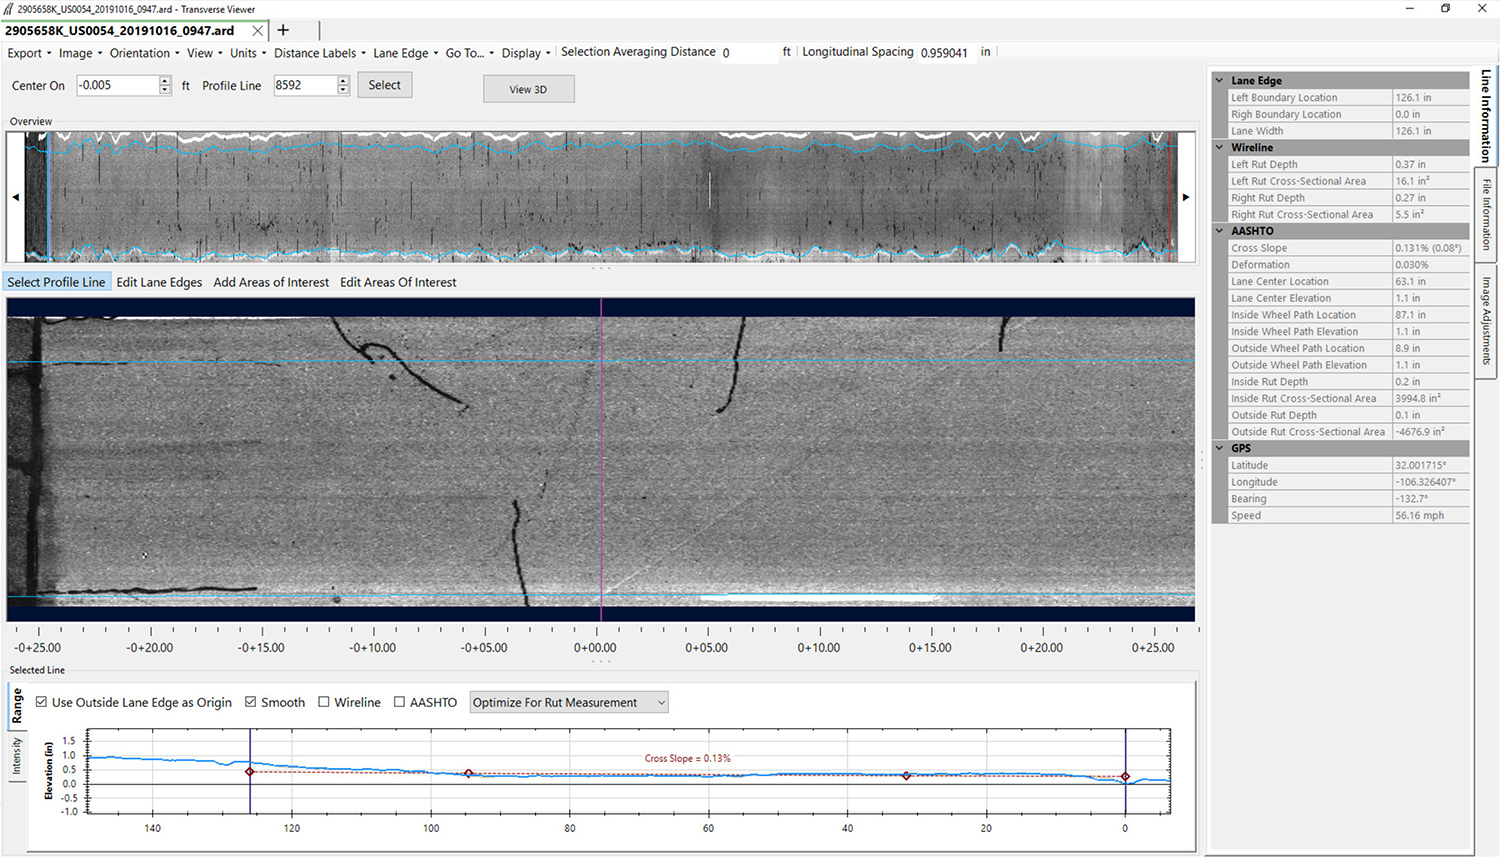 2905658K_US0054_20191016_0947.ard - Transverse Viewer
2905658K_US0054_20191016_0947.ard
Export Image Orientation View Units Distance Labels Lane Edge Go To... Display Selection Averaging Distance 0 ft Longitudinal Spacing 0.959041 in
Center On -0.005 ft Profile Line 8592 Select View 3D
Overview
Select Profile Line Edit Lane Edges Add Areas of Interest Edit Areas Of Interest
-0+25.00 -0+20.00 -0+15.00 -0+10.00 -0+05.00 0+00.00 0+05.00 0+10.00 0+15.00 0+20.00 0+25.00
Selected Line
Range
Intensity
Use Outside Lane Edge as Origin Smooth Wireline AASHTO Optimize For Rut Measurement
Elevation (in)
1.5
1.0
0.5
0.0
-0.5
-1.0
Cross Slope = 0.13%
140 120 100 80 60 40 20 0
Lane Edge
Left Boundary Location 126.1 in
Righ Boundary Location 0.0 in
Lane Width 126.1 in
Wireline
Left Rut Depth 0.37 in
Left Rut Cross-Sectional Area 16.1 in²
Right Rut Depth 0.27 in
Right Rut Cross-Sectional Area 5.5 in²
AASHTO
Cross Slope 0.131% (0.08°)
Deformation 0.030%
Lane Center Location 63.1 in
Lane Center Elevation 1.1 in
Inside Wheel Path Location 87.1 in
Inside Wheel Path Elevation 1.1 in
Outside Wheel Path Location 8.9 in
Outside Wheel Path Elevation 1.1 in
Inside Rut Depth 0.2 in
Inside Rut Cross-Sectional Area 3994.8 in²
Outside Rut Depth 0.1 in
Outside Rut Cross-Sectional Area -4676.9 in²
GPS
Latitude 32.001715°
Longitude -106.326407°
Bearing -132.7°
Speed 56.16 mph
Line Information
File Information
Image Adjustments